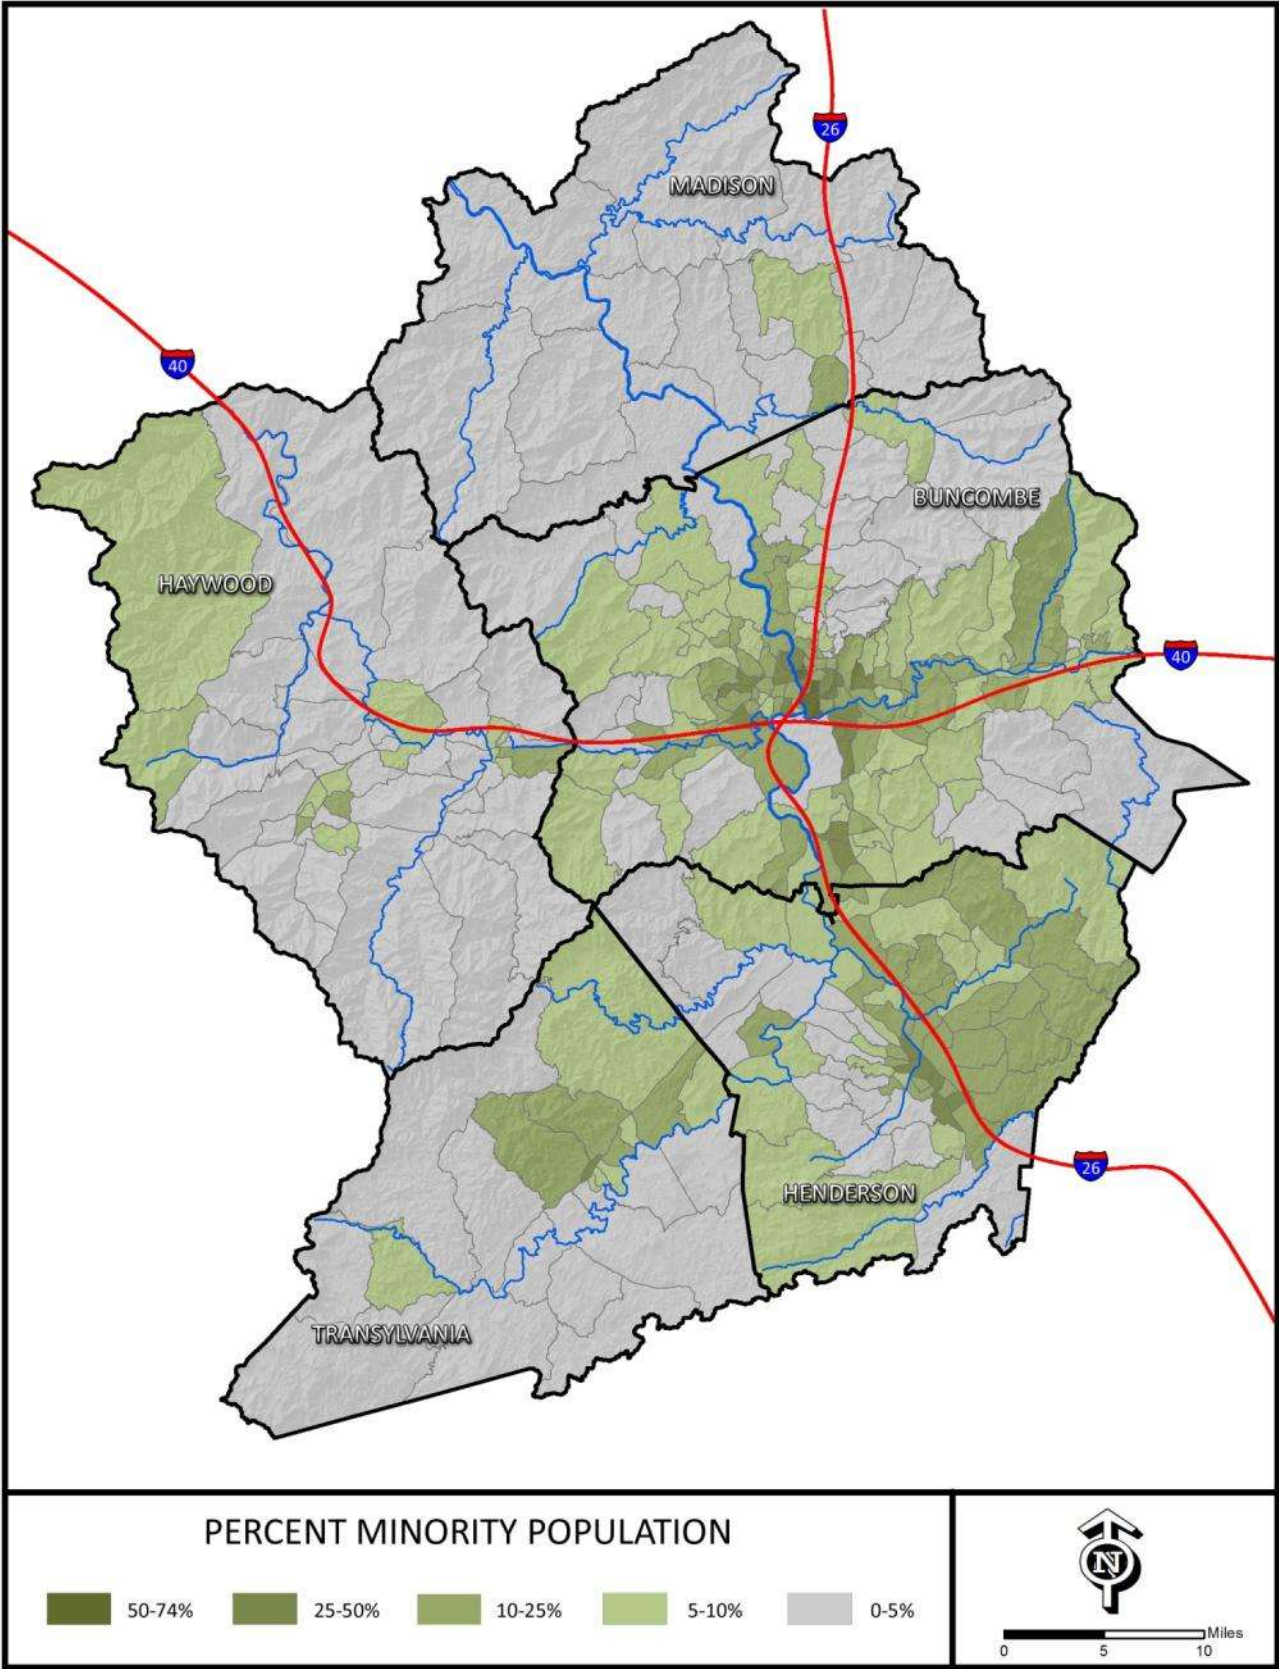 26
MADISON
40
BUNCOMBE
HAYWOOD
40
26
HENDERSON
TRANSYLVANIA
PERCENT MINORITY POPULATION
50-74% 25-50% 10-25% 5-10% 0-5%
N
Miles
0 5 10